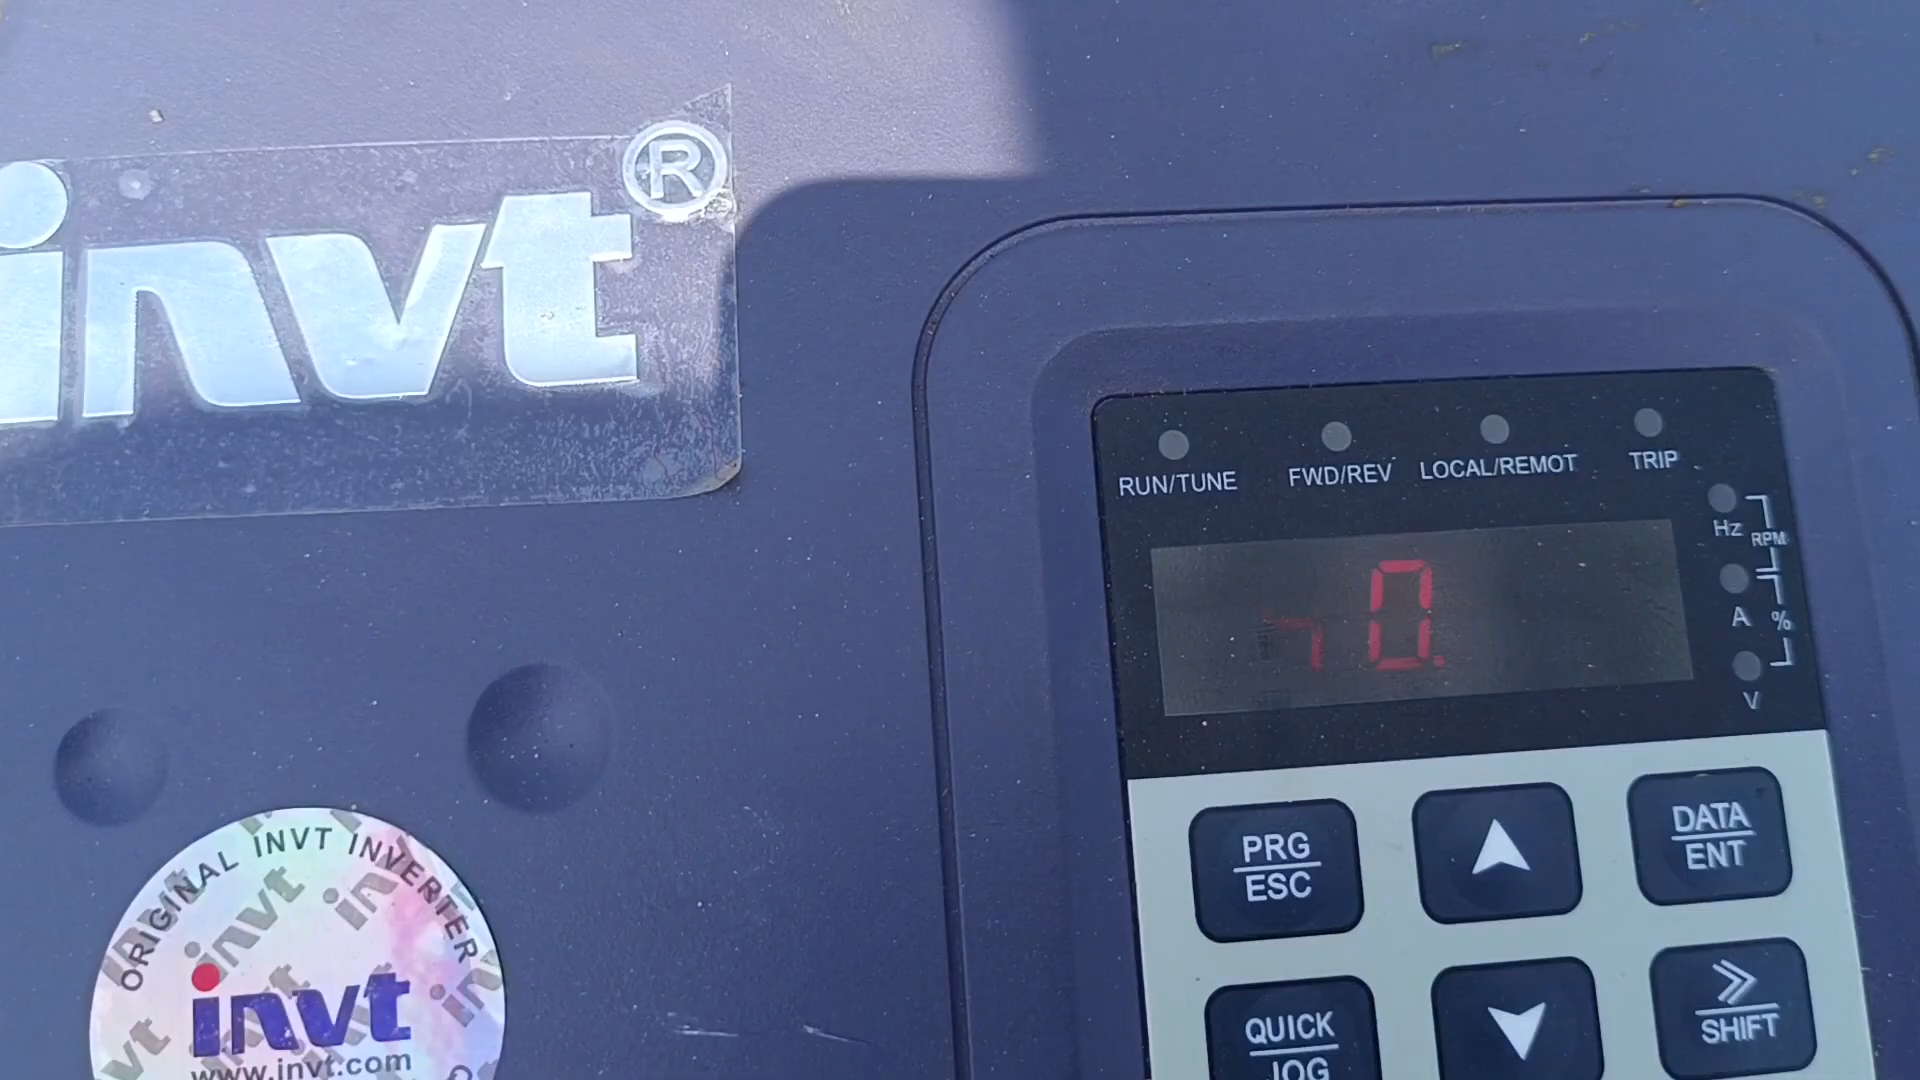 invt®
RUN/TUNE FWD/REV LOCAL/REMOT TRIP
Hz
RPM
A
%
V
0.
PRG
ESC
DATA
ENT
QUICK
JOG
SHIFT
ORIGINAL INVT INVERTER
invt
www.invt.com